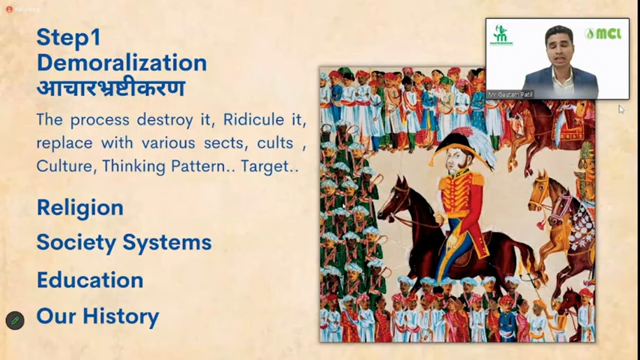 Step1
Demoralization
आचारभ्रष्टीकरण
The process destroy it, Ridicule it,
replace with various sects, cults ,
Culture, Thinking Pattern.. Target..
Religion
Society Systems
Education
Our History
MCL
Patil